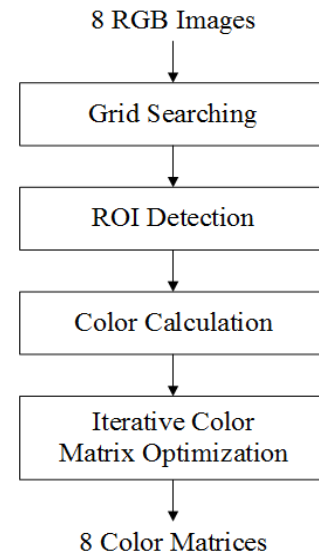 8 RGB Images
Grid Searching
ROI Detection
Color Calculation
Iterative Color
Matrix Optimization
8 Color Matrices